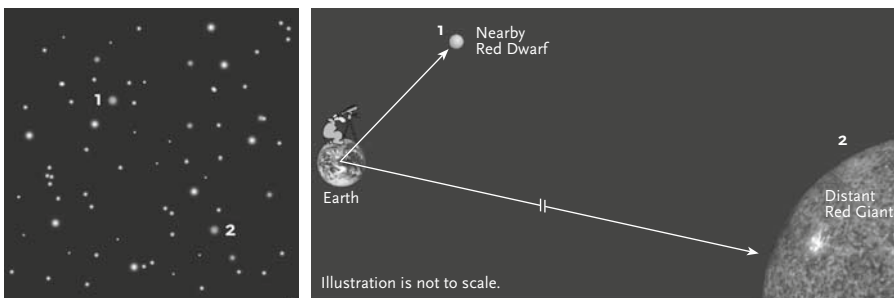 1
2
1
Nearby
Red Dwarf
Earth
2
Distant
Red Giant
Illustration is not to scale.